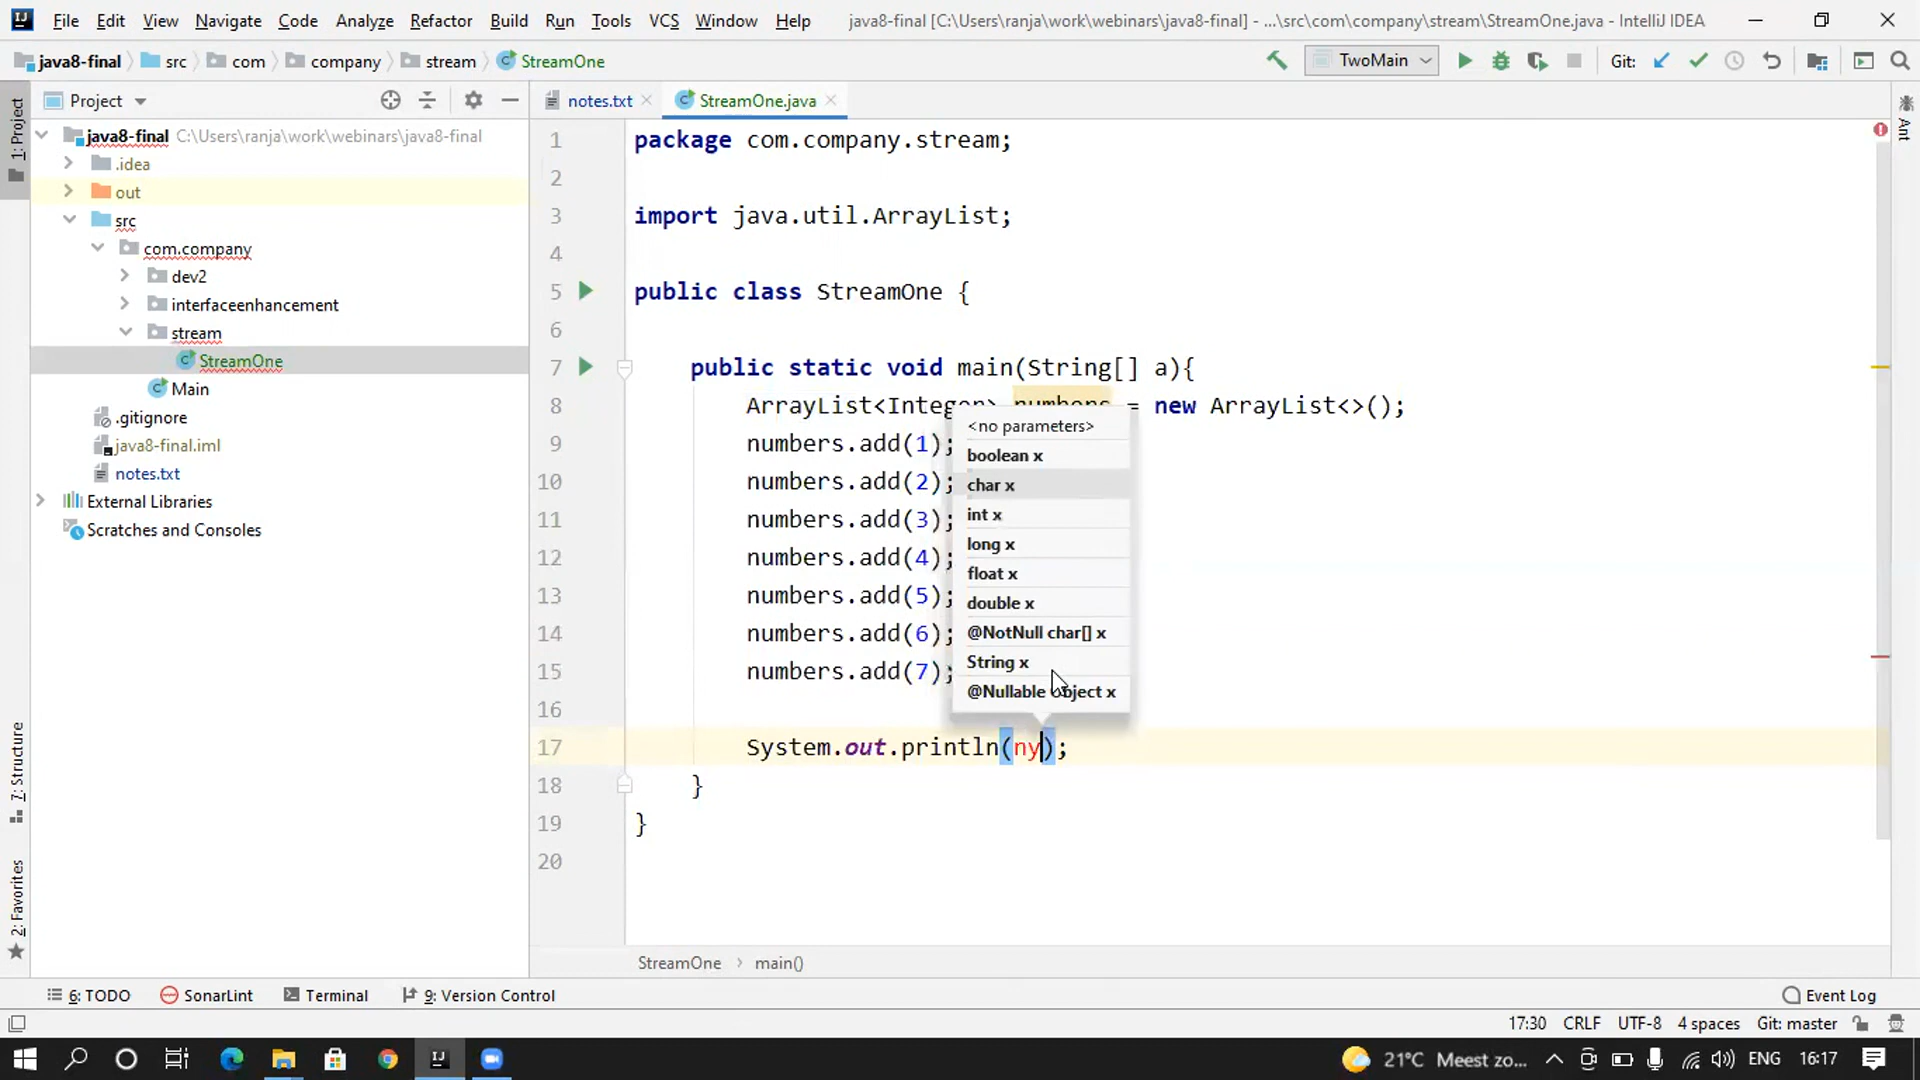 File Edit View Navigate Code Analyze Refactor Build Run Tools VCS Window Help java8-final [C:\Users\ranja\work\webinars\java8-final] - ...\src\com\company\stream\StreamOne.java - IntelliJ IDEA
java8-final src com company stream StreamOne TwoMain Git:
Project
notes.txt StreamOne.java
java8-final C:\Users\ranja\work\webinars\java8-final
.idea
out
src
com.company
dev2
interfaceenhancement
stream
StreamOne
Main
.gitignore
java8-final.iml
notes.txt
External Libraries
Scratches and Consoles
1: Project
7: Structure
2: Favorites
Ant
1 package com.company.stream;
2
3 import java.util.ArrayList;
4
5 public class StreamOne {
6
7 public static void main(String[] a){
8 ArrayList<Integer> numbers = new ArrayList<>();
9 numbers.add(1);
10 numbers.add(2);
11 numbers.add(3);
12 numbers.add(4);
13 numbers.add(5);
14 numbers.add(6);
15 numbers.add(7);
16
17 System.out.println(ny);
18 }
19 }
20
<no parameters>
boolean x
char x
int x
long x
float x
double x
@NotNull char[] x
String x
@Nullable Object x
StreamOne > main()
6: TODO SonarLint Terminal 9: Version Control Event Log
17:30 CRLF UTF-8 4 spaces Git: master
21°C Meest zo... ENG 16:17